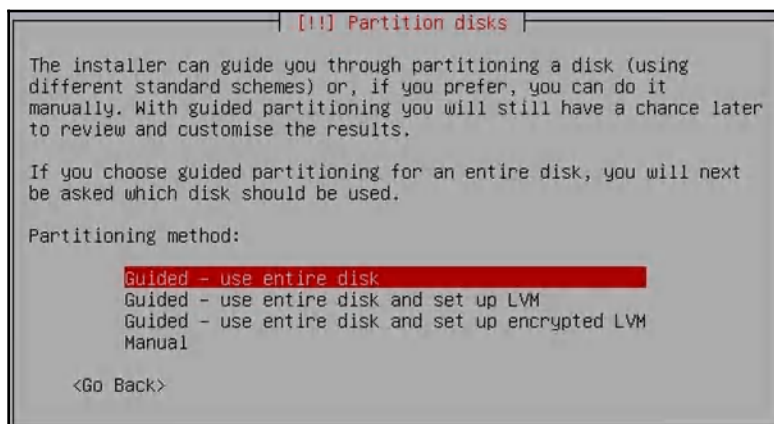 [!!] Partition disks
The installer can guide you through partitioning a disk (using
different standard schemes) or, if you prefer, you can do it
manually. With guided partitioning you will still have a chance later
to review and customise the results.
If you choose guided partitioning for an entire disk, you will next
be asked which disk should be used.
Partitioning method:
Guided - use entire disk
Guided - use entire disk and set up LVM
Guided - use entire disk and set up encrypted LVM
Manual
<Go Back>